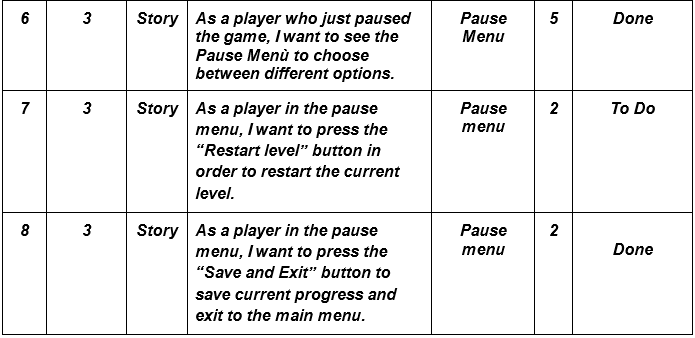 6 3 Story As a player who just paused Pause 5 Done
the game, I want to see the Menu
Pause Menù to choose
between different options.
7 3 Story As a player in the pause Pause 2 To Do
menu, I want to press the menu
“Restart level” button in
order to restart the current
level.
8 3 Story As a player in the pause Pause 2
menu, I want to press the menu Done
“Save and Exit” button to
save current progress and
exit to the main menu.